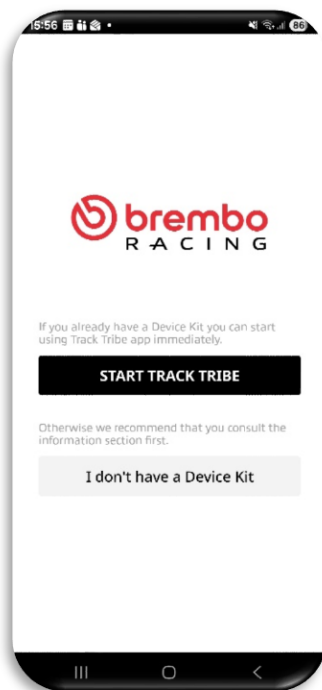 15:56
86
brembo
RACING
If you already have a Device Kit you can start
using Track Tribe app immediately.
START TRACK TRIBE
Otherwise we recommend that you consult the
information section first.
I don't have a Device Kit